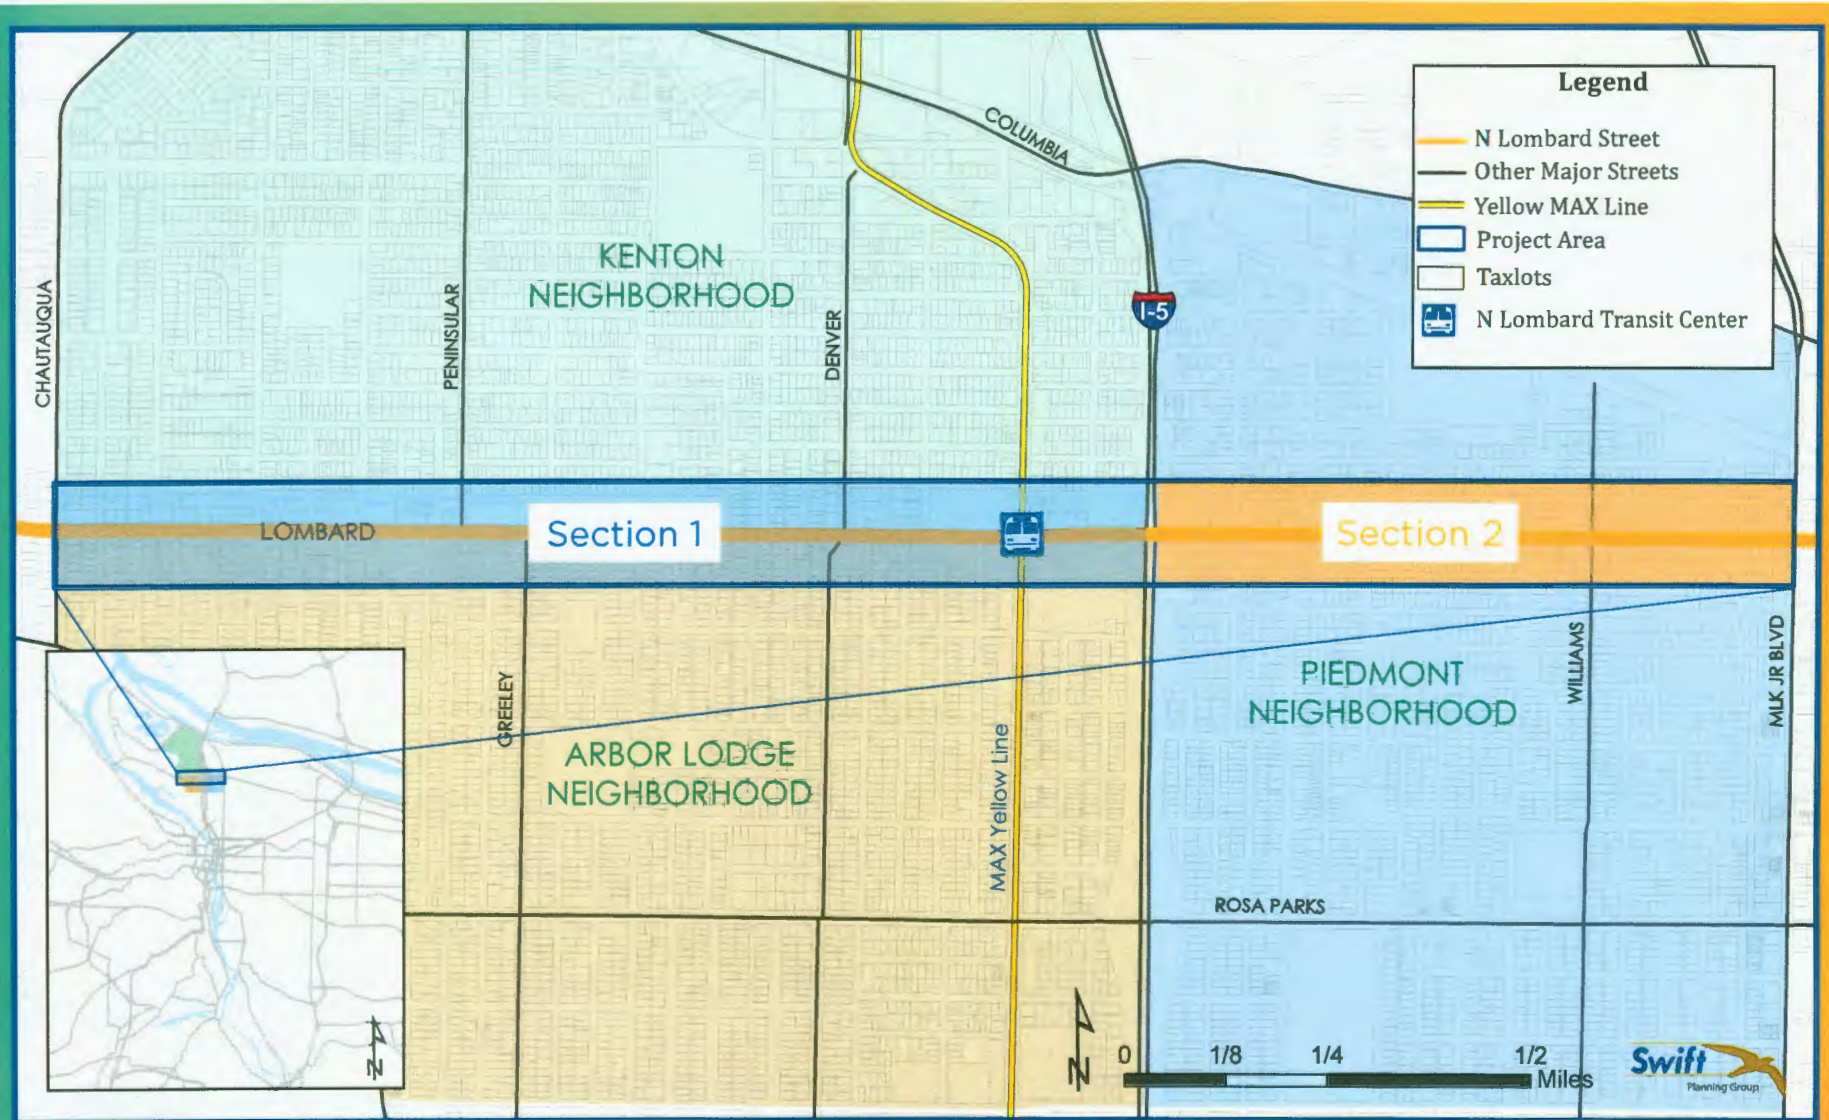 Legend
N Lombard Street
Other Major Streets
Yellow MAX Line
Project Area
Taxlots
N Lombard Transit Center
COLUMBIA
KENTON
NEIGHBORHOOD
I-5
CHAUTAUQUA
PENINSULAR
DENVER
LOMBARD
Section 1
Section 2
GREELEY
ARBOR LODGE
NEIGHBORHOOD
MAX Yellow Line
PIEDMONT
NEIGHBORHOOD
WILLIAMS
MLK JR BLVD
ROSA PARKS
N
N
0 1/8 1/4 1/2
Miles
Swift
Planning Group